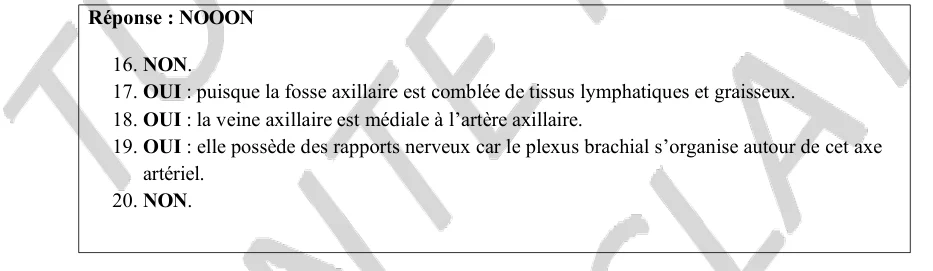 Réponse : NOOON
16. NON.
17. OUI : puisque la fosse axillaire est comblée de tissus lymphatiques et graisseux.
18. OUI : la veine axillaire est médiale à l’artère axillaire.
19. OUI : elle possède des rapports nerveux car le plexus brachial s’organise autour de cet axe
artériel.
20. NON.